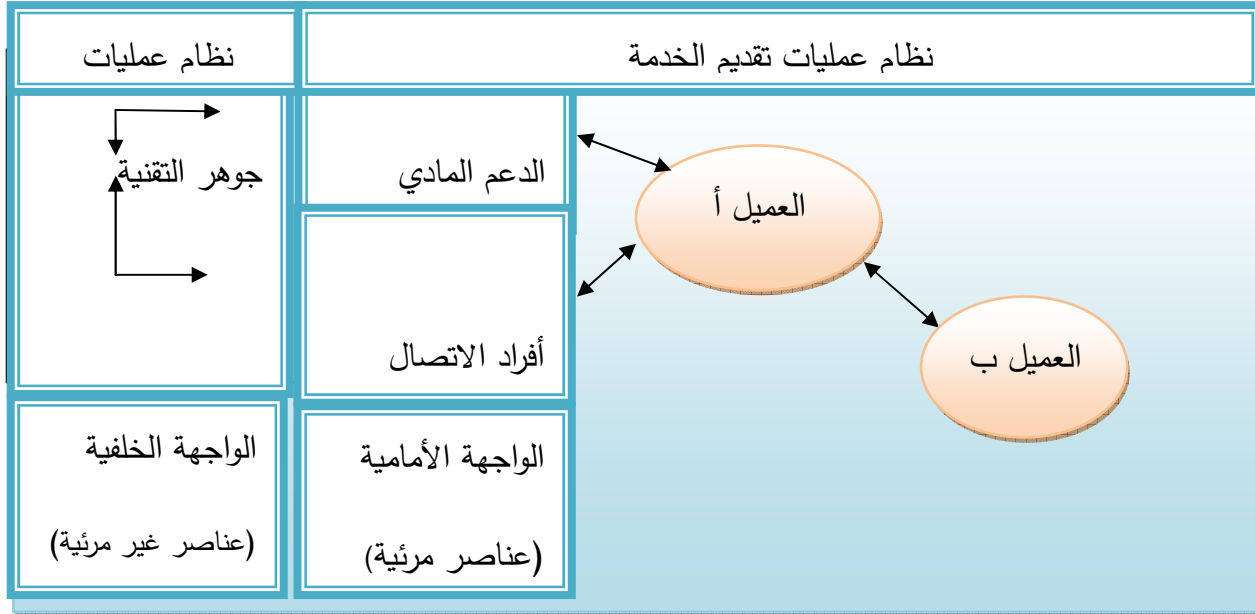 نظام عمليات تقديم الخدمة
نظام عمليات
الدعم المادي
جوهر التقنية
العميل أ
أفراد الاتصال
العميل ب
الواجهة الأمامية
(عناصر مرئية)
الواجهة الخلفية
(عناصر غير مرئية)